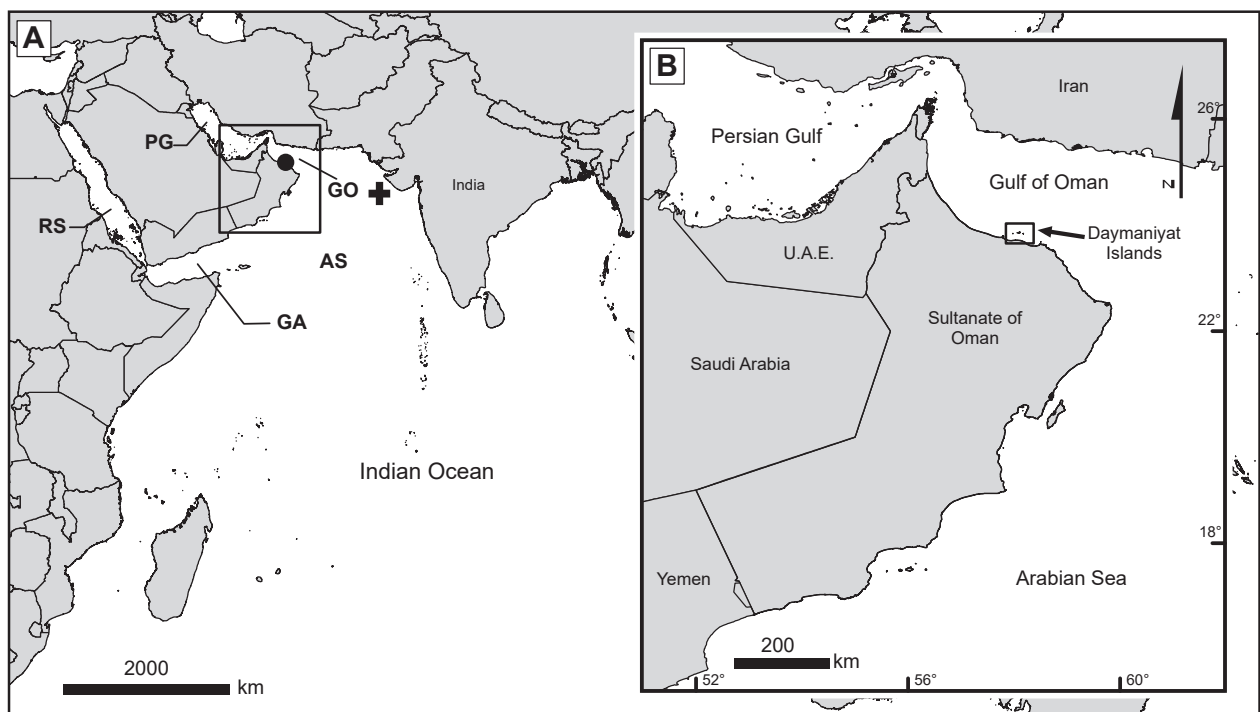 A
PG
GO
RS
AS
GA
India
Indian Ocean
2000
km
B
Iran
26°
Persian Gulf
N
Gulf of Oman
Daymaniyat
Islands
U.A.E.
Sultanate of
Oman
22°
Saudi Arabia
18°
Yemen
Arabian Sea
200
km
52°
56°
60°